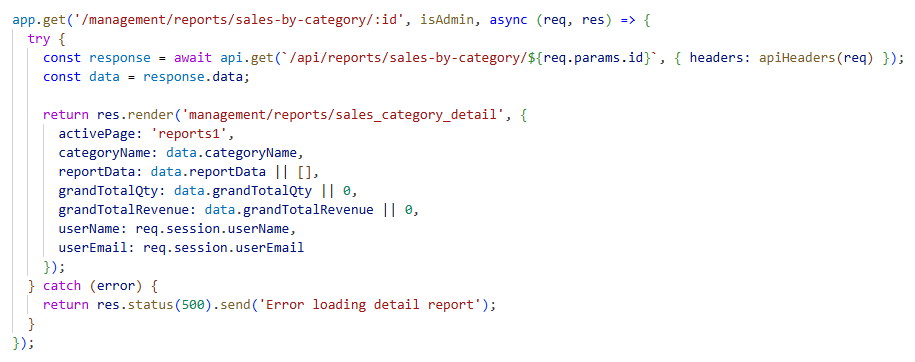 app.get('/management/reports/sales-by-category/:id', isAdmin, async (req, res) => {
  try {
    const response = await api.get(`/api/reports/sales-by-category/${req.params.id}`, { headers: apiHeaders(req) });
    const data = response.data;

    return res.render('management/reports/sales_category_detail', {
      activePage: 'reports1',
      categoryName: data.categoryName,
      reportData: data.reportData || [],
      grandTotalQty: data.grandTotalQty || 0,
      grandTotalRevenue: data.grandTotalRevenue || 0,
      userName: req.session.userName,
      userEmail: req.session.userEmail
    });
  } catch (error) {
    return res.status(500).send('Error loading detail report');
  }
});